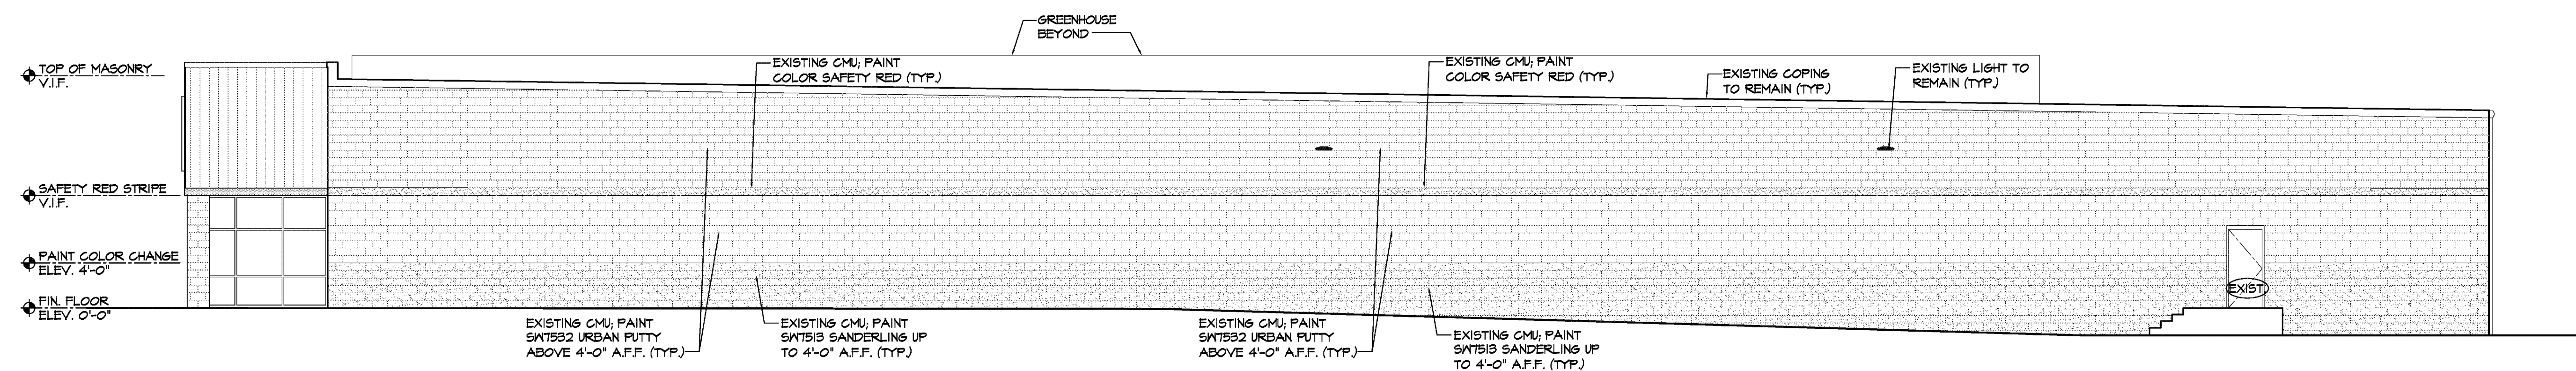 GREENHOUSE
BEYOND
TOP OF MASONRY
V.I.F.
EXISTING CMU; PAINT
COLOR SAFETY RED (TYP.)
EXISTING CMU; PAINT
COLOR SAFETY RED (TYP.)
EXISTING COPING
TO REMAIN (TYP.)
EXISTING LIGHT TO
REMAIN (TYP.)
SAFETY RED STRIPE
V.I.F.
PAINT COLOR CHANGE
ELEV. 4'-0"
FIN. FLOOR
ELEV. 0'-0"
EXIST.
EXISTING CMU; PAINT
SW7532 URBAN PUTTY
ABOVE 4'-0" A.F.F. (TYP.)
EXISTING CMU; PAINT
SW7513 SANDERLING UP
TO 4'-0" A.F.F. (TYP.)
EXISTING CMU; PAINT
SW7532 URBAN PUTTY
ABOVE 4'-0" A.F.F. (TYP.)
EXISTING CMU; PAINT
SW7513 SANDERLING UP
TO 4'-0" A.F.F. (TYP.)